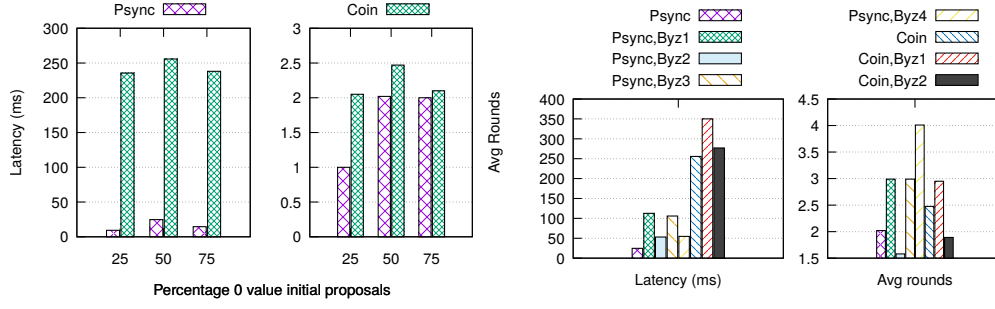 Psync
Coin
Latency (ms)
300
250
200
150
100
50
0
25 50 75
3
2.5
2
1.5
1
0.5
0
25 50 75
Avg Rounds
Percentage 0 value initial proposals
Psync
Psync,Byz1
Psync,Byz2
Psync,Byz3
Psync,Byz4
Coin
Coin,Byz1
Coin,Byz2
400
350
300
250
200
150
100
50
0
Latency (ms)
4.5
4
3.5
3
2.5
2
1.5
Avg rounds